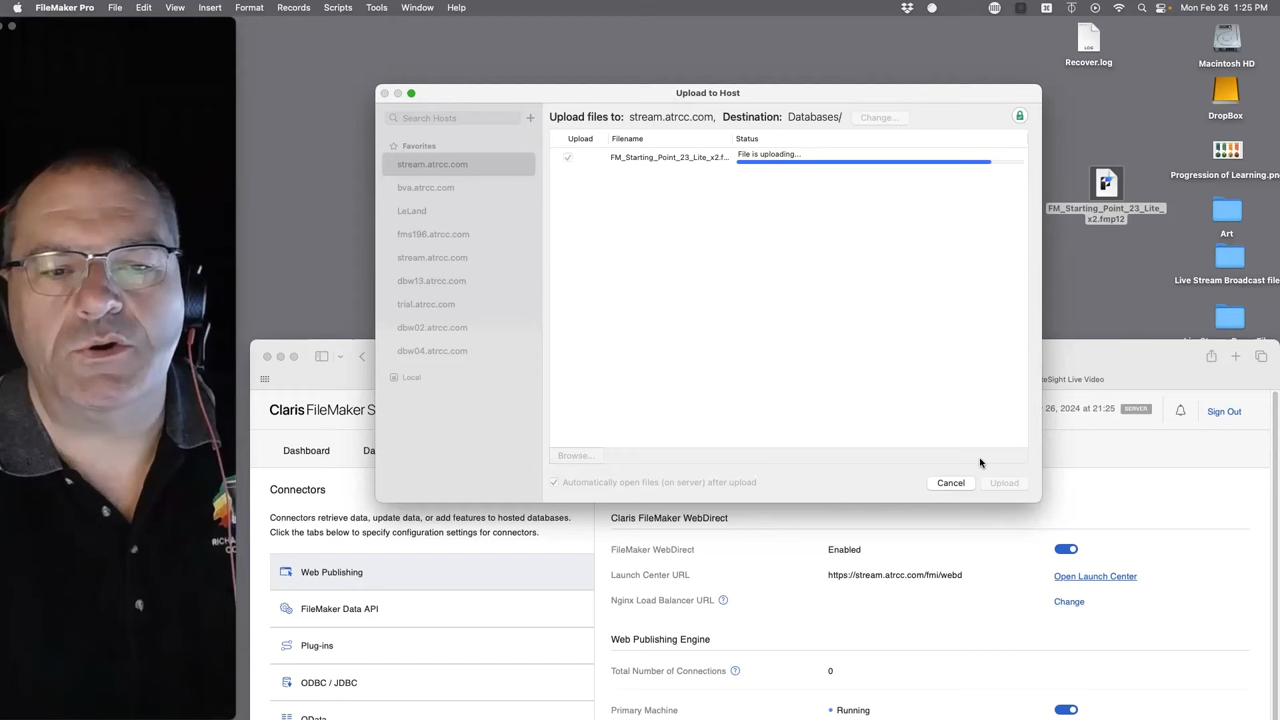 FileMaker Pro File Edit View Insert Format Records Scripts Tools Window Help
Mon Feb 26 1:25 PM
LOG
Recover.log
Macintosh HD
DropBox
Progression of Learning.png
FM_Starting_Point_23_Lite_
x2.fmp12
Art
Live Stream Broadcast file
Upload to Host
Search Hosts
Favorites
stream.atrcc.com
bva.atrcc.com
LeLand
fms196.atrcc.com
stream.atrcc.com
dbw13.atrcc.com
trial.atrcc.com
dbw02.atrcc.com
dbw04.atrcc.com
Local
Upload files to: stream.atrcc.com, Destination: Databases/ Change...
Upload Filename Status
FM_Starting_Point_23_Lite_x2.f... File is uploading...
Browse...
Automatically open files (on server) after upload
Cancel Upload
teSight Live Video
Claris FileMaker S
26, 2024 at 21:25 SERVER Sign Out
Dashboard Da
Connectors
Connectors retrieve data, update data, or add features to hosted databases.
Click the tabs below to specify configuration settings for connectors.
Web Publishing
FileMaker Data API
Plug-ins
ODBC / JDBC
OData
Claris FileMaker WebDirect
FileMaker WebDirect Enabled
Launch Center URL https://stream.atrcc.com/fmi/webd Open Launch Center
Nginx Load Balancer URL Change
Web Publishing Engine
Total Number of Connections 0
Primary Machine Running